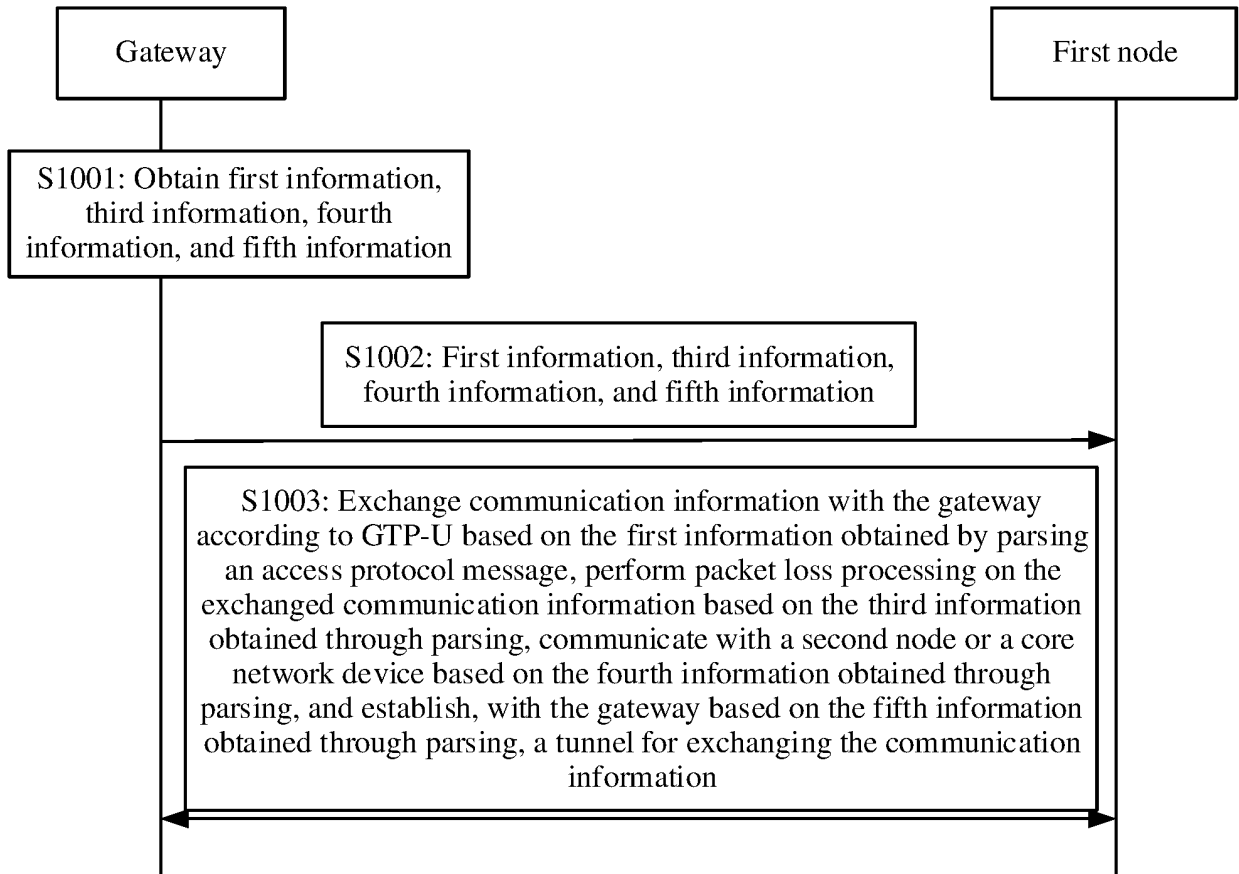 Gateway
First node
S1001: Obtain first information,
third information, fourth
information, and fifth information
S1002: First information, third information,
fourth information, and fifth information
S1003: Exchange communication information with the gateway
according to GTP-U based on the first information obtained by parsing
an access protocol message, perform packet loss processing on the
exchanged communication information based on the third information
obtained through parsing, communicate with a second node or a core
network device based on the fourth information obtained through
parsing, and establish, with the gateway based on the fifth information
obtained through parsing, a tunnel for exchanging the communication
information